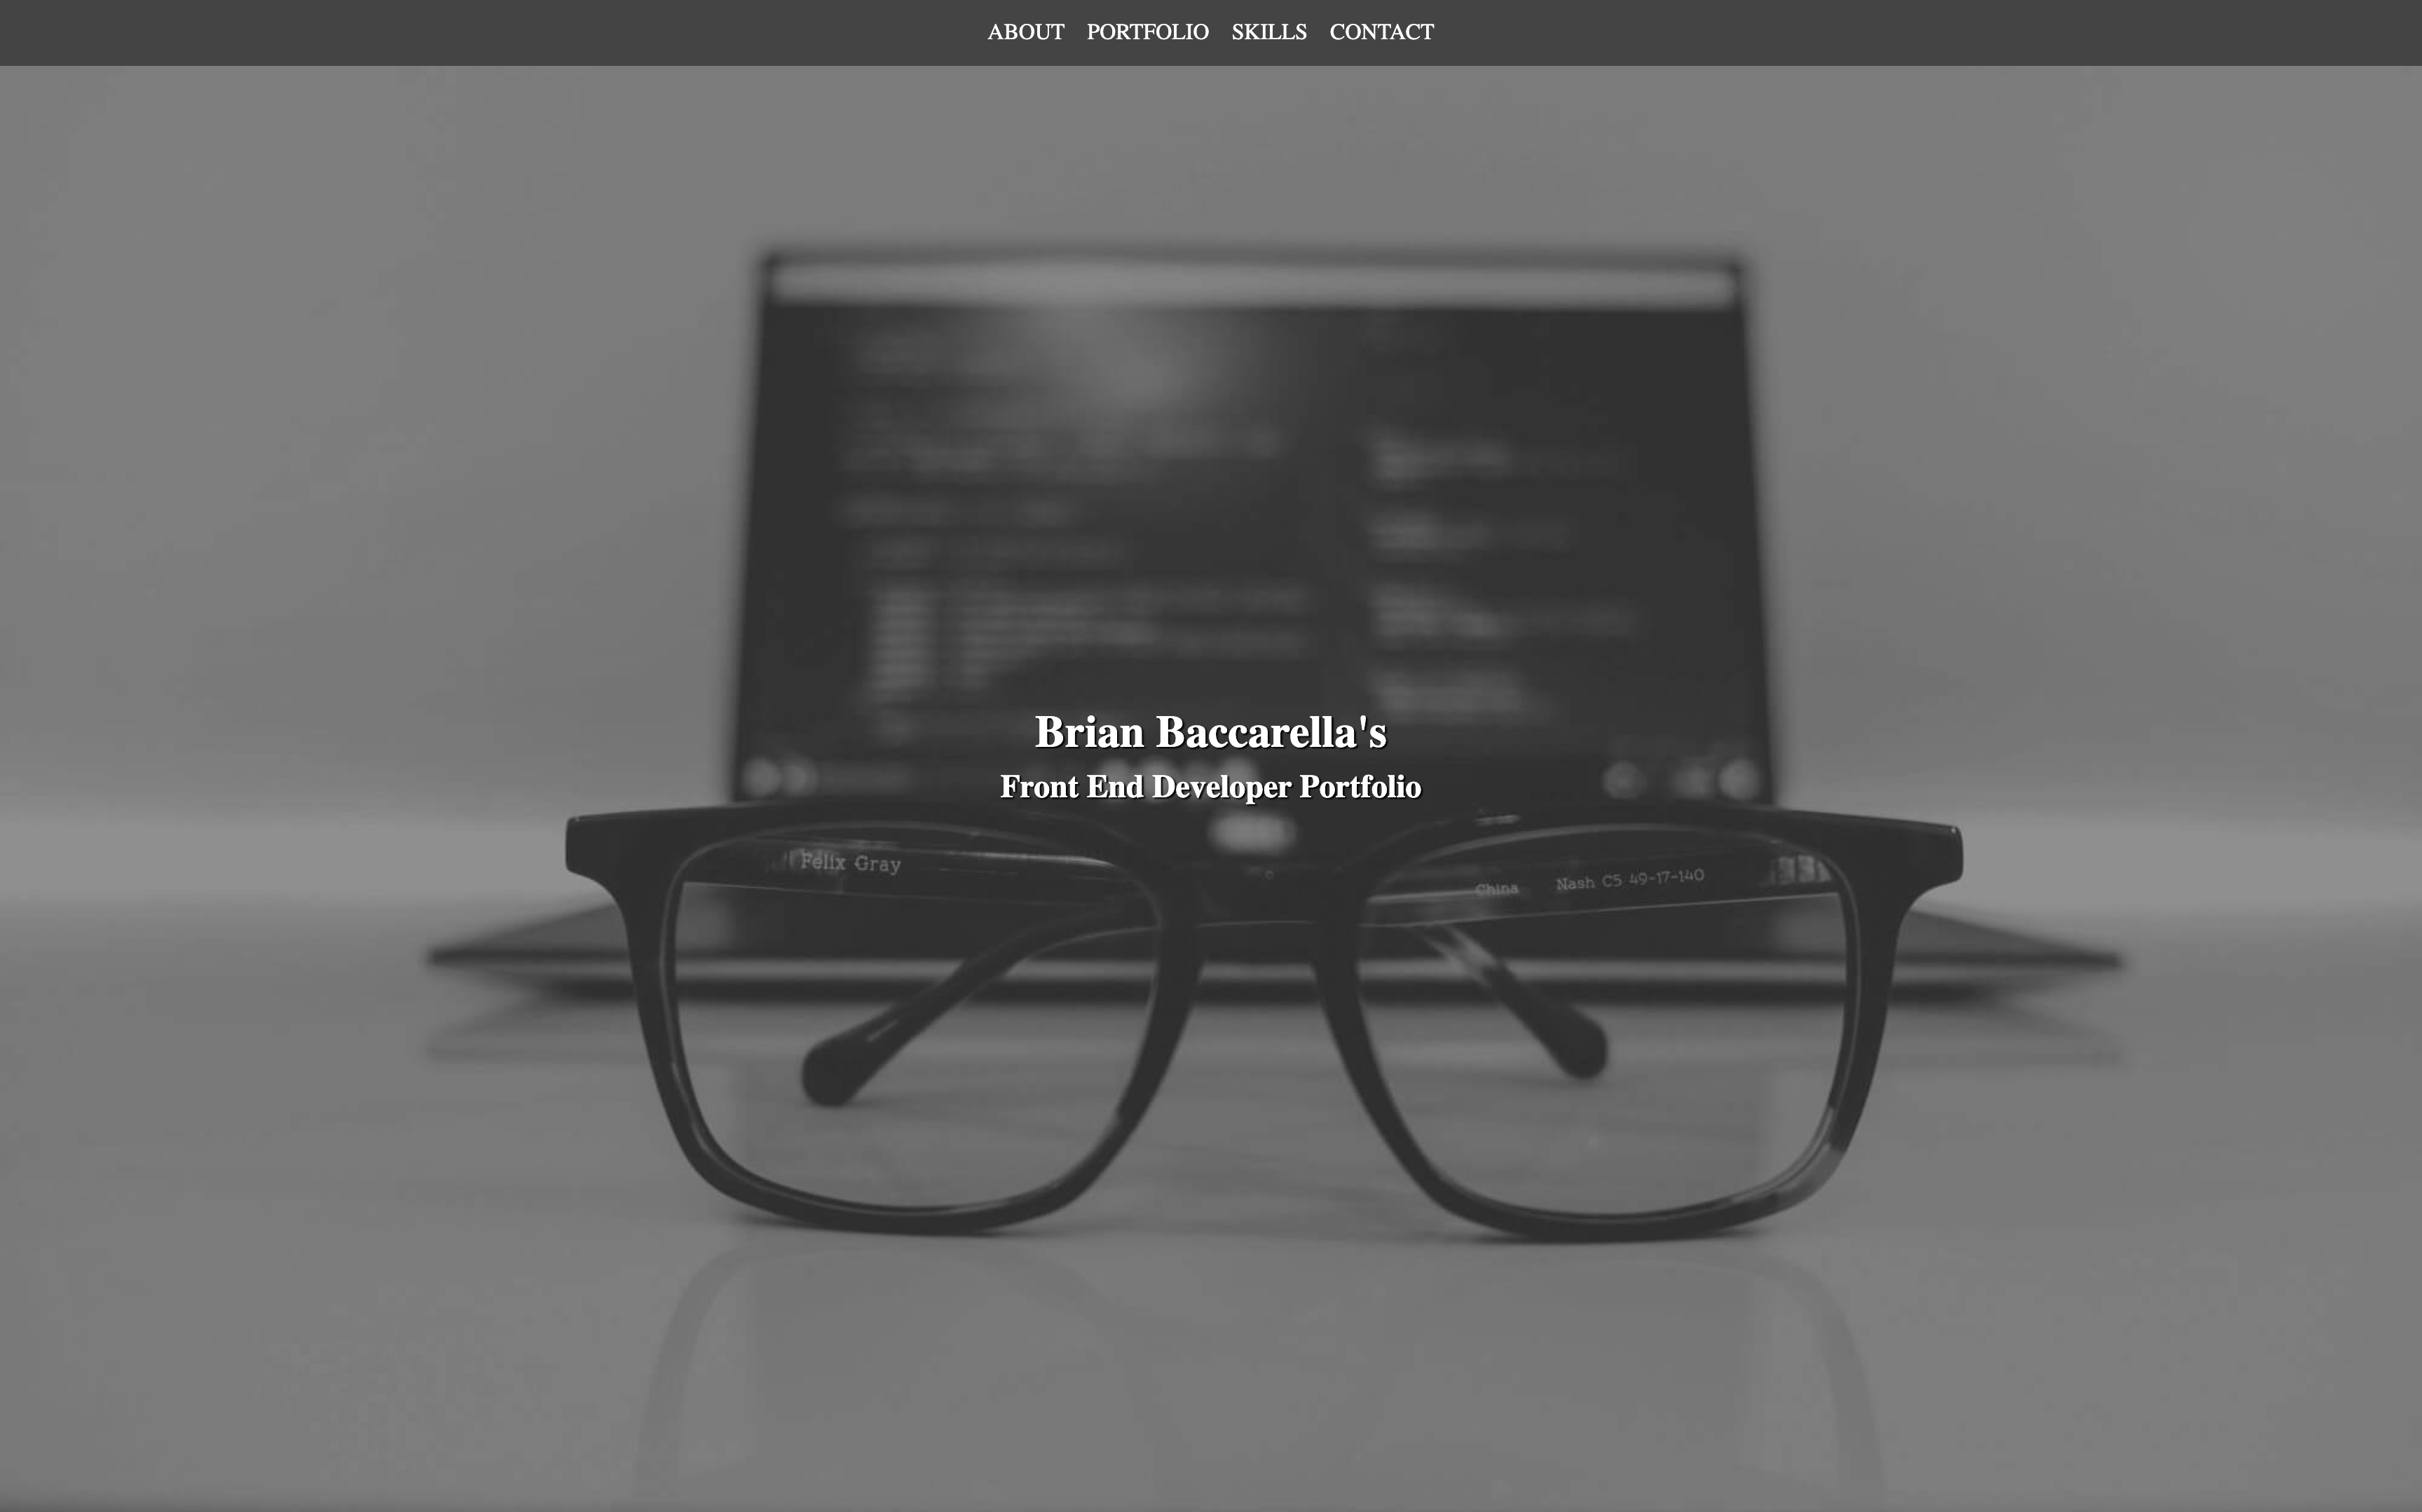 ABOUT PORTFOLIO SKILLS CONTACT
Brian Baccarella's
Front End Developer Portfolio
Felix Gray
China Nash C5 49-17-140